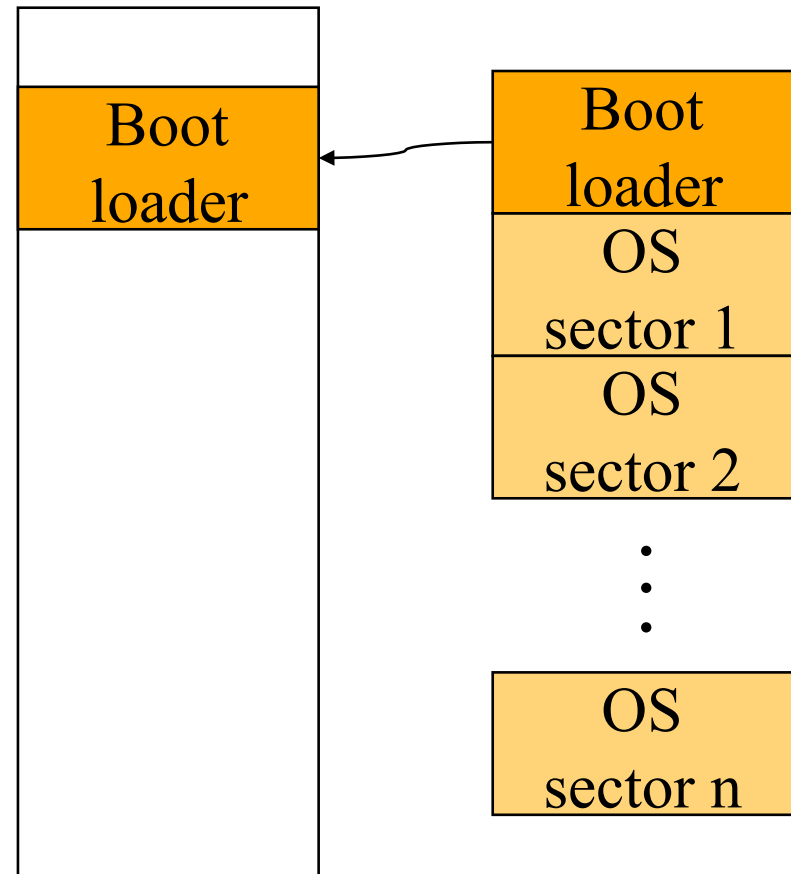 Boot
loader
Boot
loader
OS
sector 1
OS
sector 2
OS
sector n